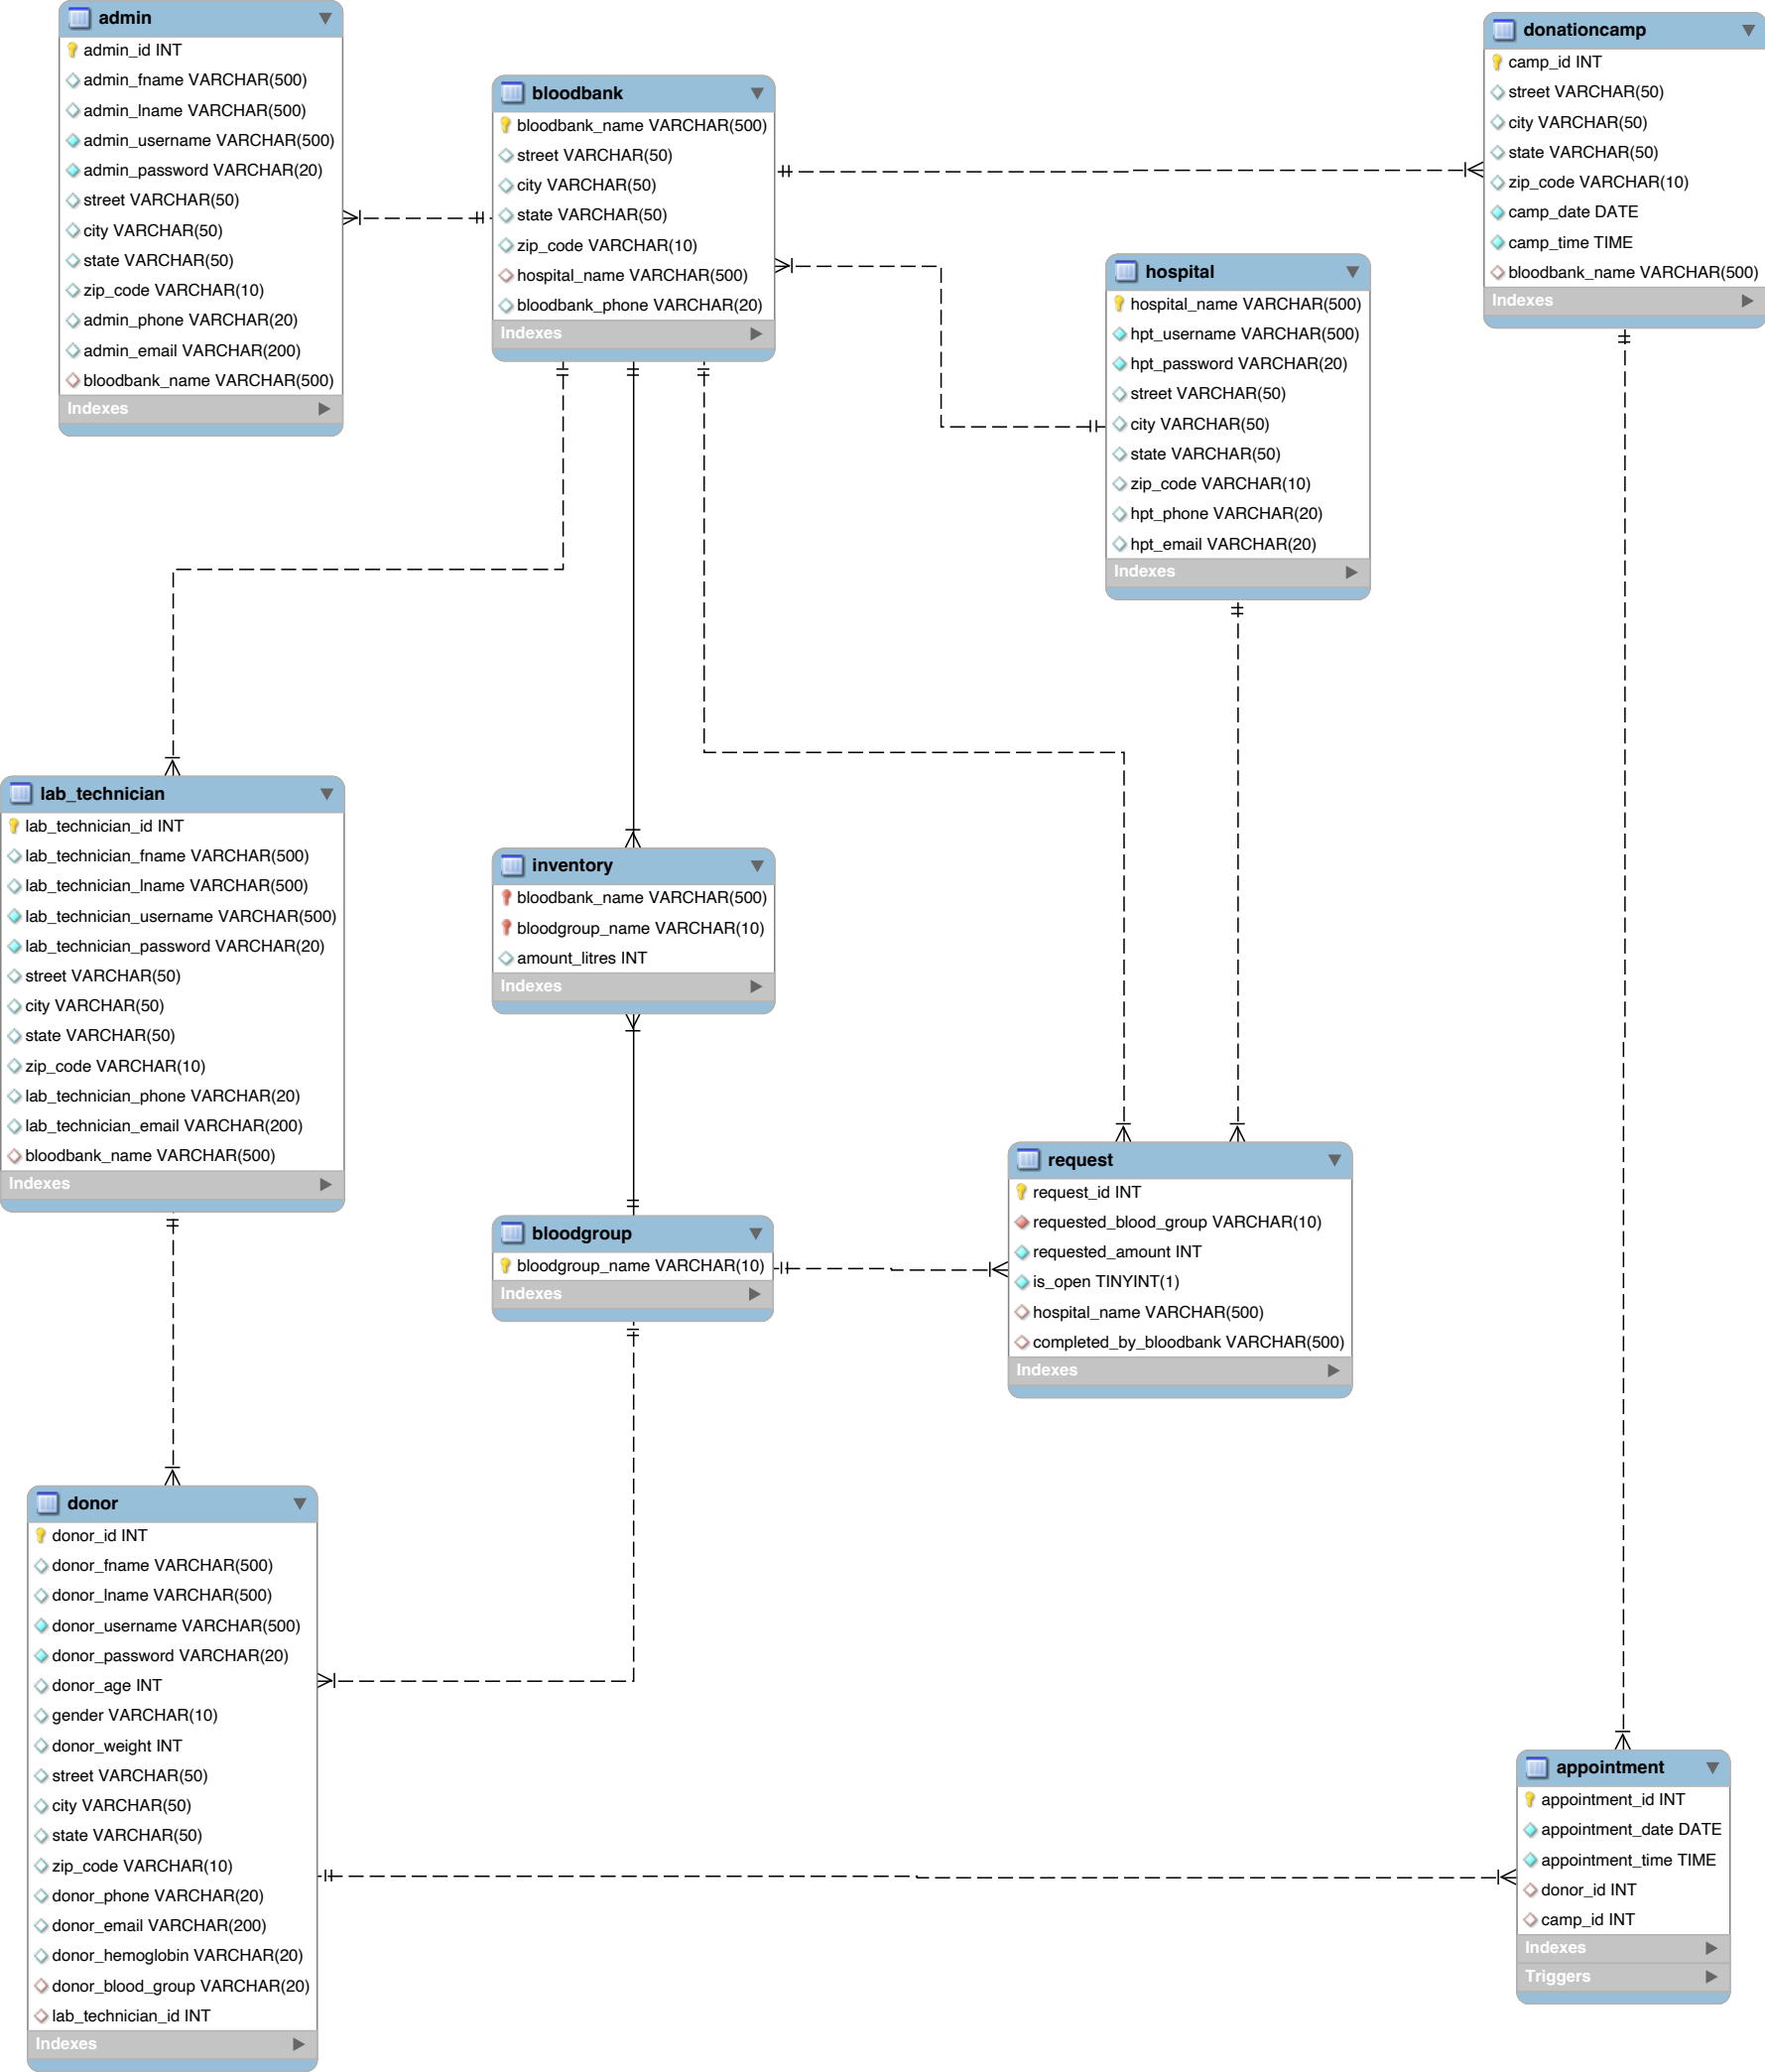 admin
admin_id INT
admin_fname VARCHAR(500)
admin_lname VARCHAR(500)
admin_username VARCHAR(500)
admin_password VARCHAR(20)
street VARCHAR(50)
city VARCHAR(50)
state VARCHAR(50)
zip_code VARCHAR(10)
admin_phone VARCHAR(20)
admin_email VARCHAR(200)
bloodbank_name VARCHAR(500)
Indexes
bloodbank
bloodbank_name VARCHAR(500)
street VARCHAR(50)
city VARCHAR(50)
state VARCHAR(50)
zip_code VARCHAR(10)
hospital_name VARCHAR(500)
bloodbank_phone VARCHAR(20)
Indexes
donationcamp
camp_id INT
street VARCHAR(50)
city VARCHAR(50)
state VARCHAR(50)
zip_code VARCHAR(10)
camp_date DATE
camp_time TIME
bloodbank_name VARCHAR(500)
Indexes
hospital
hospital_name VARCHAR(500)
hpt_username VARCHAR(500)
hpt_password VARCHAR(20)
street VARCHAR(50)
city VARCHAR(50)
state VARCHAR(50)
zip_code VARCHAR(10)
hpt_phone VARCHAR(20)
hpt_email VARCHAR(20)
Indexes
lab_technician
lab_technician_id INT
lab_technician_fname VARCHAR(500)
lab_technician_lname VARCHAR(500)
lab_technician_username VARCHAR(500)
lab_technician_password VARCHAR(20)
street VARCHAR(50)
city VARCHAR(50)
state VARCHAR(50)
zip_code VARCHAR(10)
lab_technician_phone VARCHAR(20)
lab_technician_email VARCHAR(200)
bloodbank_name VARCHAR(500)
Indexes
inventory
bloodbank_name VARCHAR(500)
bloodgroup_name VARCHAR(10)
amount_litres INT
Indexes
bloodgroup
bloodgroup_name VARCHAR(10)
Indexes
request
request_id INT
requested_blood_group VARCHAR(10)
requested_amount INT
is_open TINYINT(1)
hospital_name VARCHAR(500)
completed_by_bloodbank VARCHAR(500)
Indexes
donor
donor_id INT
donor_fname VARCHAR(500)
donor_lname VARCHAR(500)
donor_username VARCHAR(500)
donor_password VARCHAR(20)
donor_age INT
gender VARCHAR(10)
donor_weight INT
street VARCHAR(50)
city VARCHAR(50)
state VARCHAR(50)
zip_code VARCHAR(10)
donor_phone VARCHAR(20)
donor_email VARCHAR(200)
donor_hemoglobin VARCHAR(20)
donor_blood_group VARCHAR(20)
lab_technician_id INT
Indexes
appointment
appointment_id INT
appointment_date DATE
appointment_time TIME
donor_id INT
camp_id INT
Indexes
Triggers